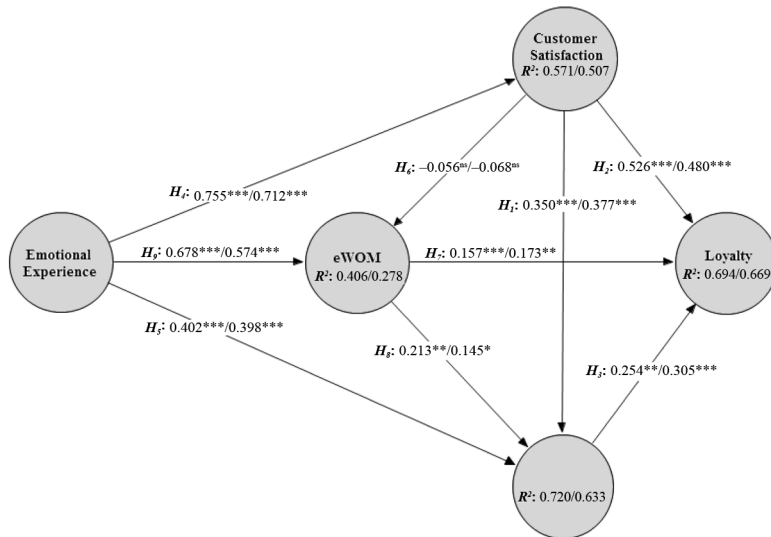 Customer
Satisfaction
R²: 0.571/0.507
H₆: –0.056ⁿˢ/–0.068ⁿˢ
H₂: 0.526***/0.480***
H₄: 0.755***/0.712***
H₁: 0.350***/0.377***
Emotional
Experience
H₉: 0.678***/0.574***
eWOM
R²: 0.406/0.278
H₇: 0.157***/0.173**
Loyalty
R²: 0.694/0.669
H₅: 0.402***/0.398***
H₈: 0.213**/0.145*
H₃: 0.254**/0.305***
R²: 0.720/0.633